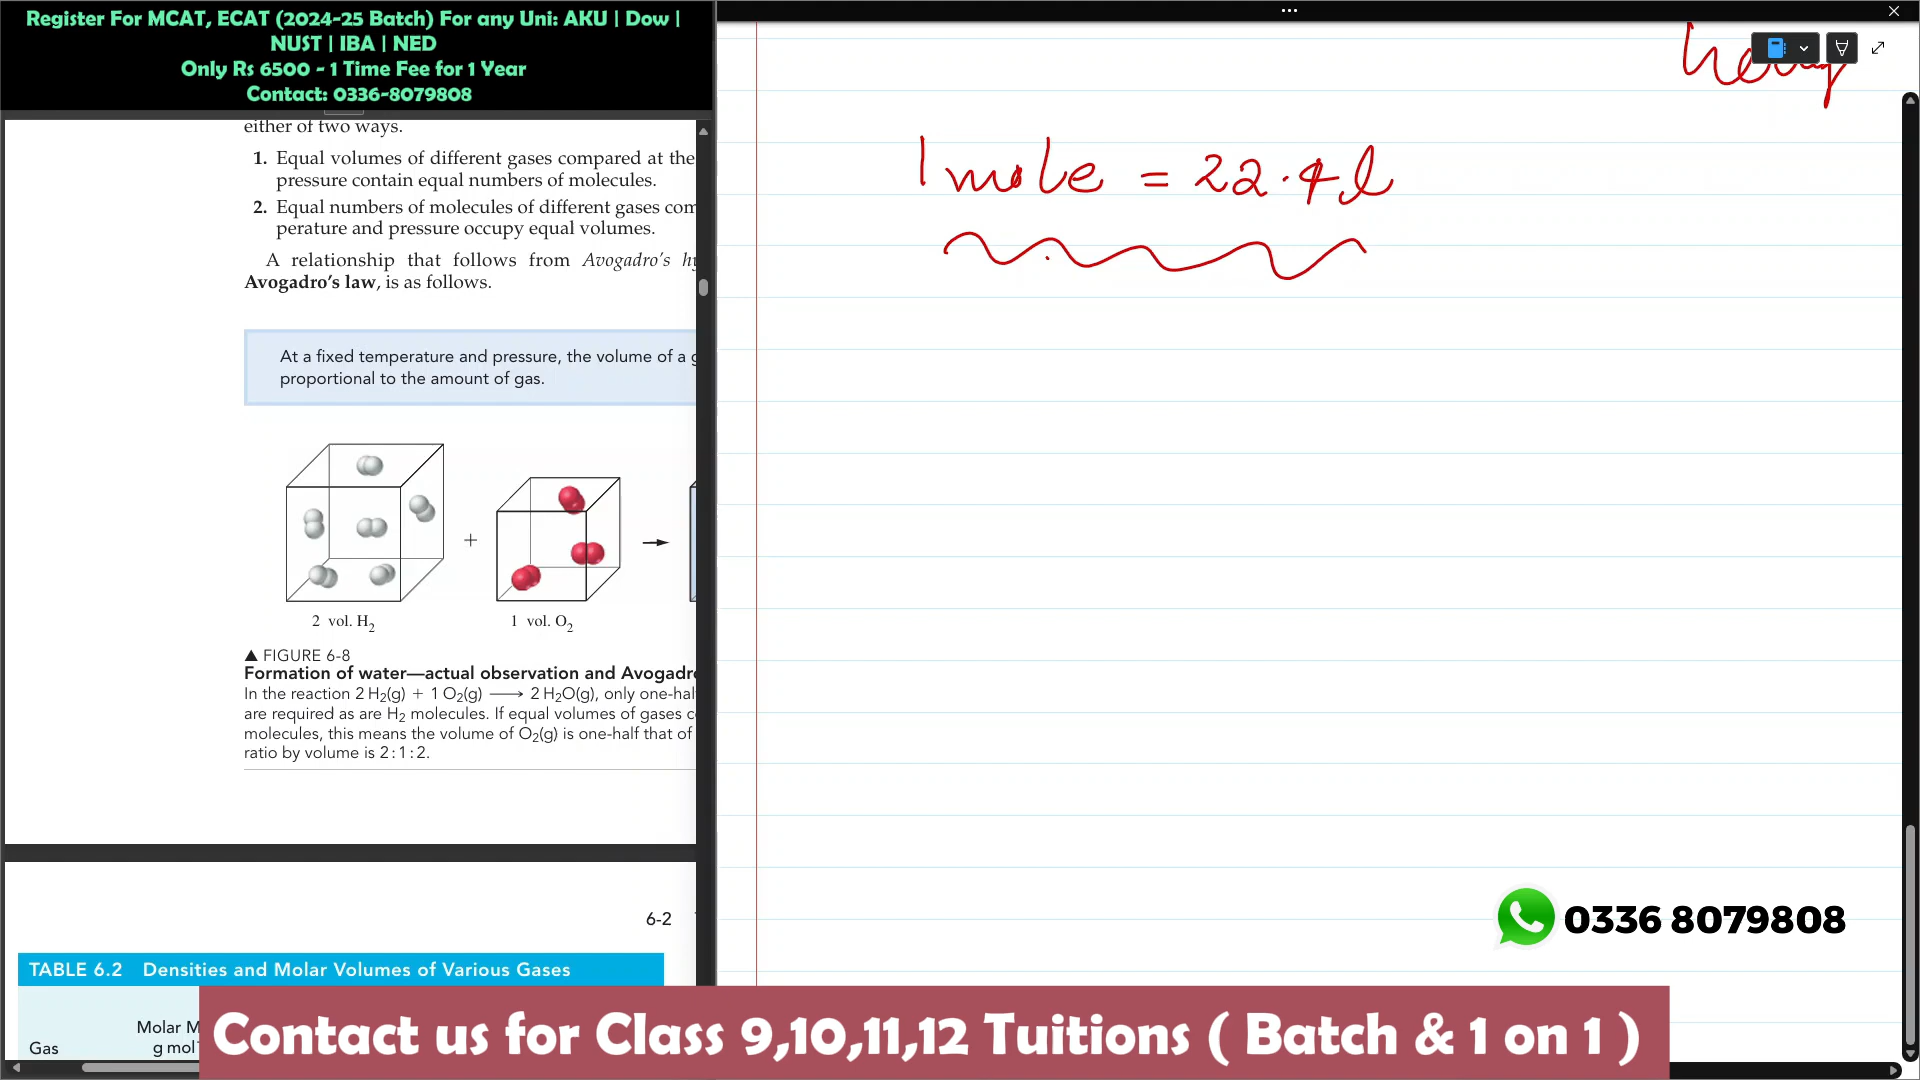 Register For MCAT, ECAT (2024-25 Batch) For any Uni: AKU | Dow |
NUST | IBA | NED
Only Rs 6500 - 1 Time Fee for 1 Year
Contact: 0336-8079808
either of two ways.
1. Equal volumes of different gases compared at the
pressure contain equal numbers of molecules.
2. Equal numbers of molecules of different gases com
perature and pressure occupy equal volumes.
A relationship that follows from Avogadro's hy
Avogadro's law, is as follows.
At a fixed temperature and pressure, the volume of a g
proportional to the amount of gas.
+
2 vol. H₂
1 vol. O₂
▲ FIGURE 6-8
Formation of water—actual observation and Avogadro
In the reaction 2 H₂(g) + 1 O₂(g) ⟶ 2 H₂O(g), only one-hal
are required as are H₂ molecules. If equal volumes of gases c
molecules, this means the volume of O₂(g) is one-half that of
ratio by volume is 2:1:2.
6-2
TABLE 6.2 Densities and Molar Volumes of Various Gases
Molar M
Gas g mol
1 mole = 22.4 l
0336 8079808
Contact us for Class 9,10,11,12 Tuitions ( Batch & 1 on 1 )